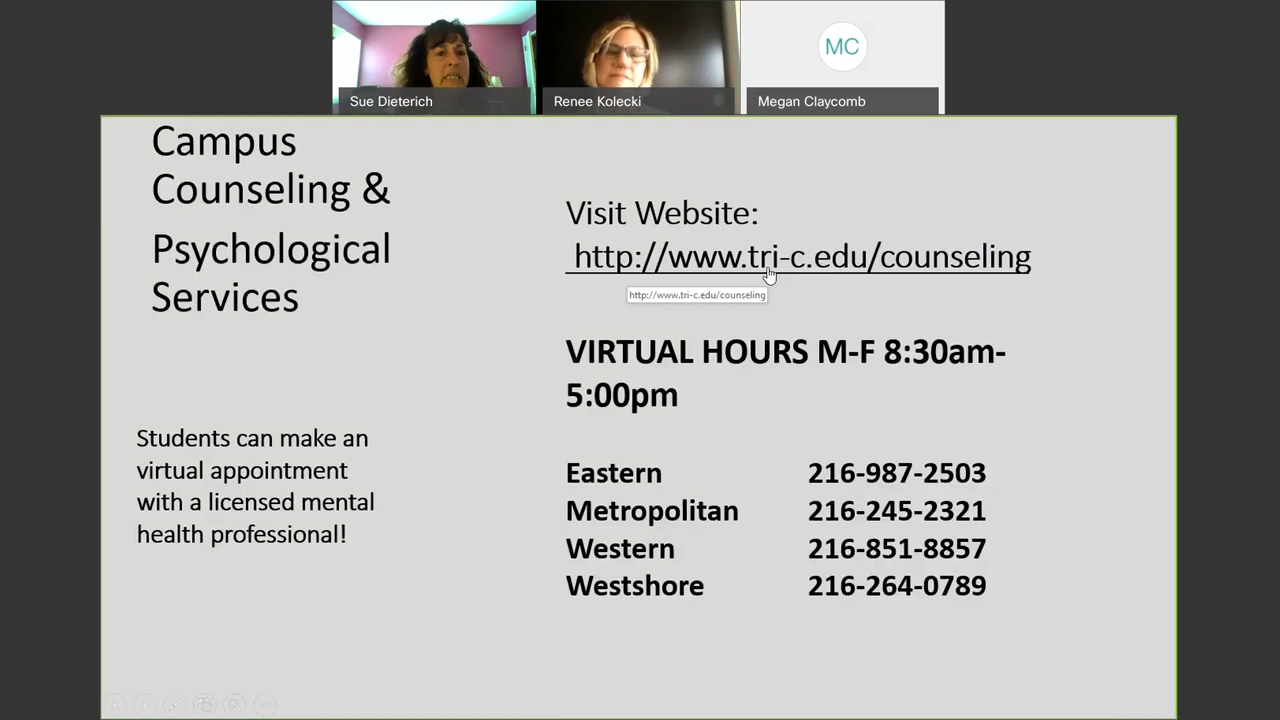 MC
Sue Dieterich
Renee Kolecki
Megan Claycomb
Campus
Counseling &
Psychological
Services
Students can make an
virtual appointment
with a licensed mental
health professional!
Visit Website:
http://www.tri-c.edu/counseling
http://www.tri-c.edu/counseling
VIRTUAL HOURS M-F 8:30am-
5:00pm
Eastern 216-987-2503
Metropolitan 216-245-2321
Western 216-851-8857
Westshore 216-264-0789